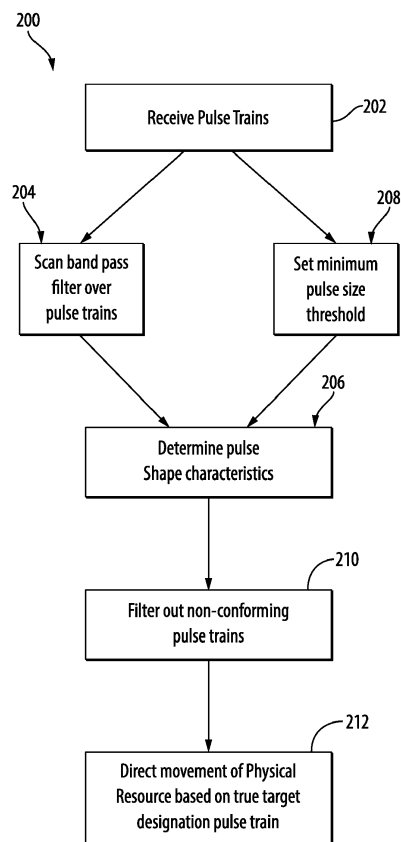 200
Receive Pulse Trains
202
204
208
Scan band pass
filter over
pulse trains
Set minimum
pulse size
threshold
206
Determine pulse
Shape characteristics
210
Filter out non-conforming
pulse trains
212
Direct movement of Physical
Resource based on true target
designation pulse train